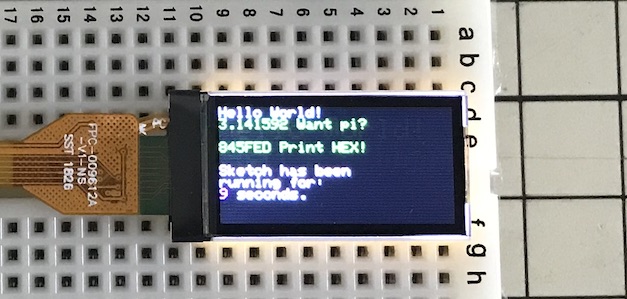 17 16 15 14 13 12 11 10 9 8 7 6 5 4 3 2 1
a
b
c
d
e
f
g
h
FPC-009612A
-V1-NS
SST 1826
Hello World!
3.141592 Want pi?
845FED Print HEX!
Sketch has been
running for:
9 seconds.